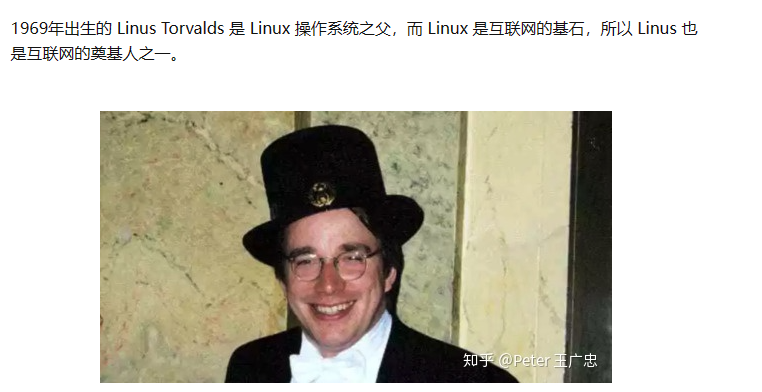 1969年出生的 Linus Torvalds 是 Linux 操作系统之父，而 Linux 是互联网的基石，所以 Linus 也
是互联网的奠基人之一。
知乎 @Peter 王广忠